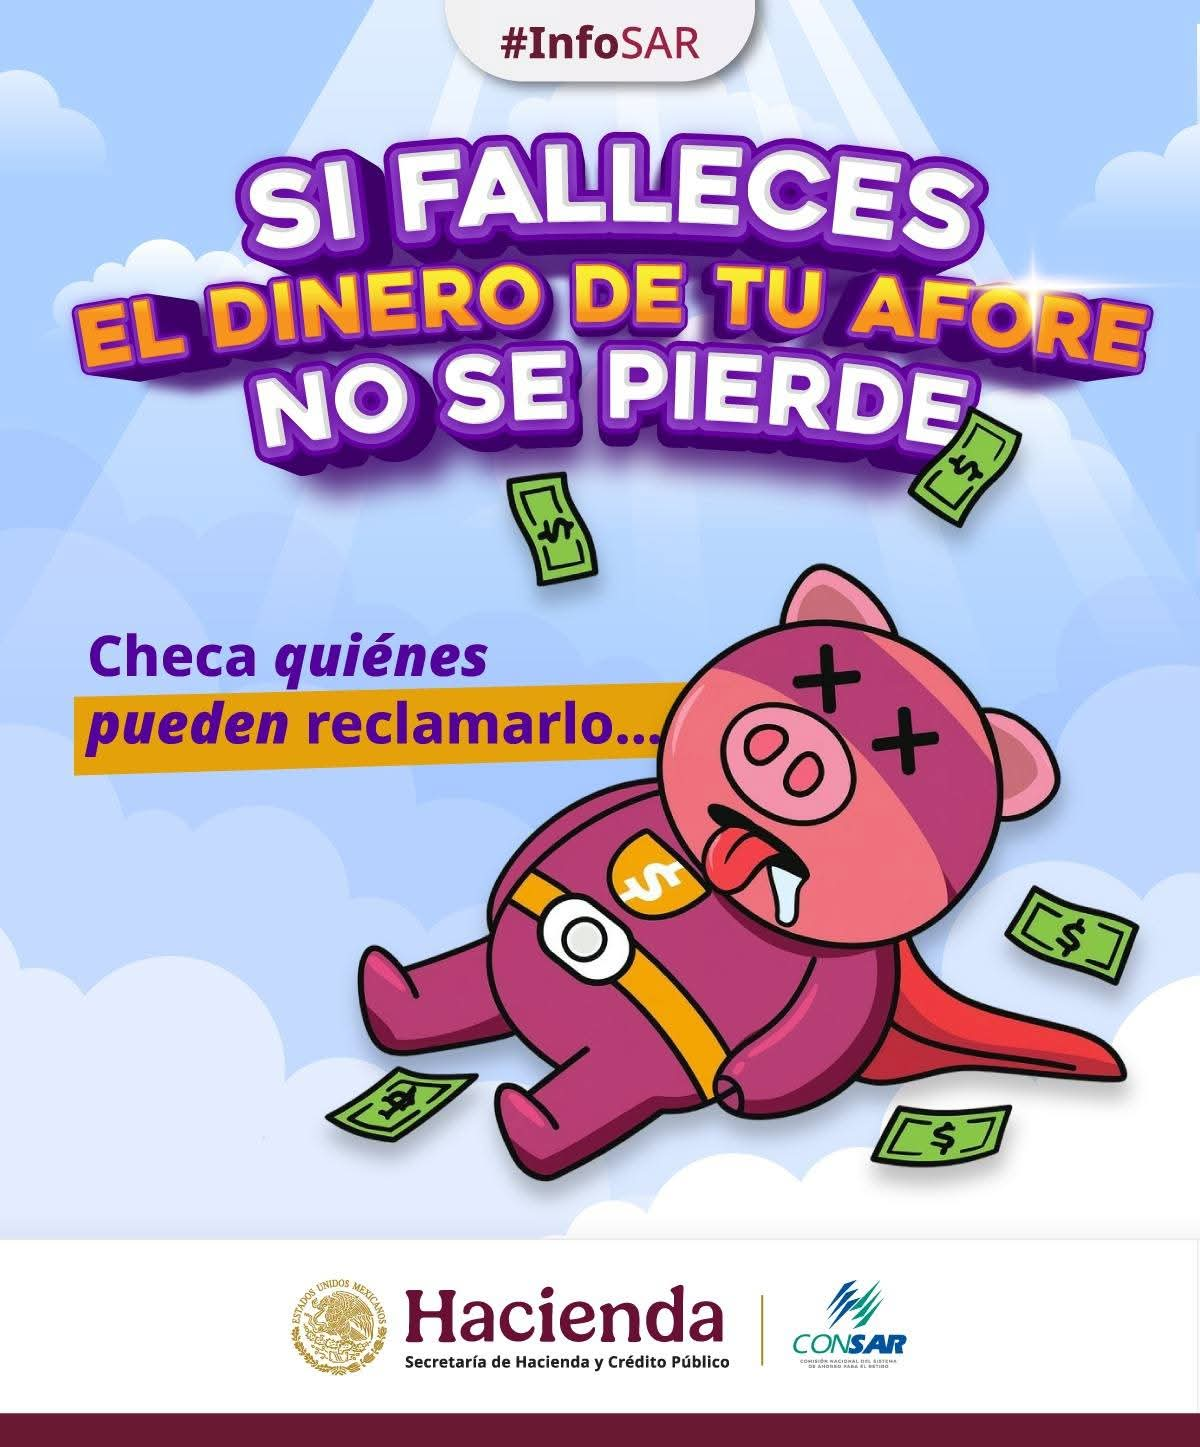 #InfoSAR
SI FALLECES
EL DINERO DE TU AFORE
NO SE PIERDE
Checa quiénes
pueden reclamarlo...
ESTADOS UNIDOS MEXICANOS
Hacienda
Secretaría de Hacienda y Crédito Público
CONSAR
COMISIÓN NACIONAL DEL SISTEMA
DE AHORRO PARA EL RETIRO